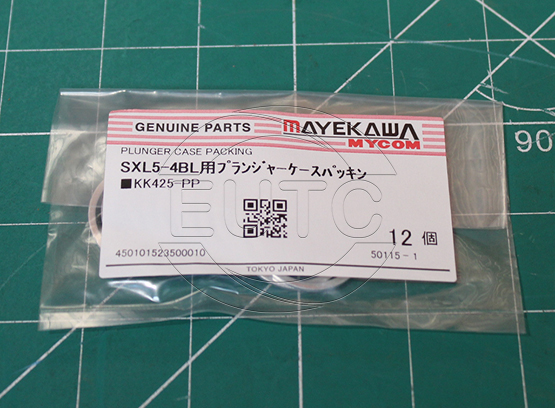 GENUINE PARTS
MAYEKAWA
MYCOM
PLUNGER CASE PACKING
SXL5-4BL用プランジャーケースパッキン
■KK425-PP
12 個
450101523500010
50115-1
TOKYO JAPAN
EUTC
90